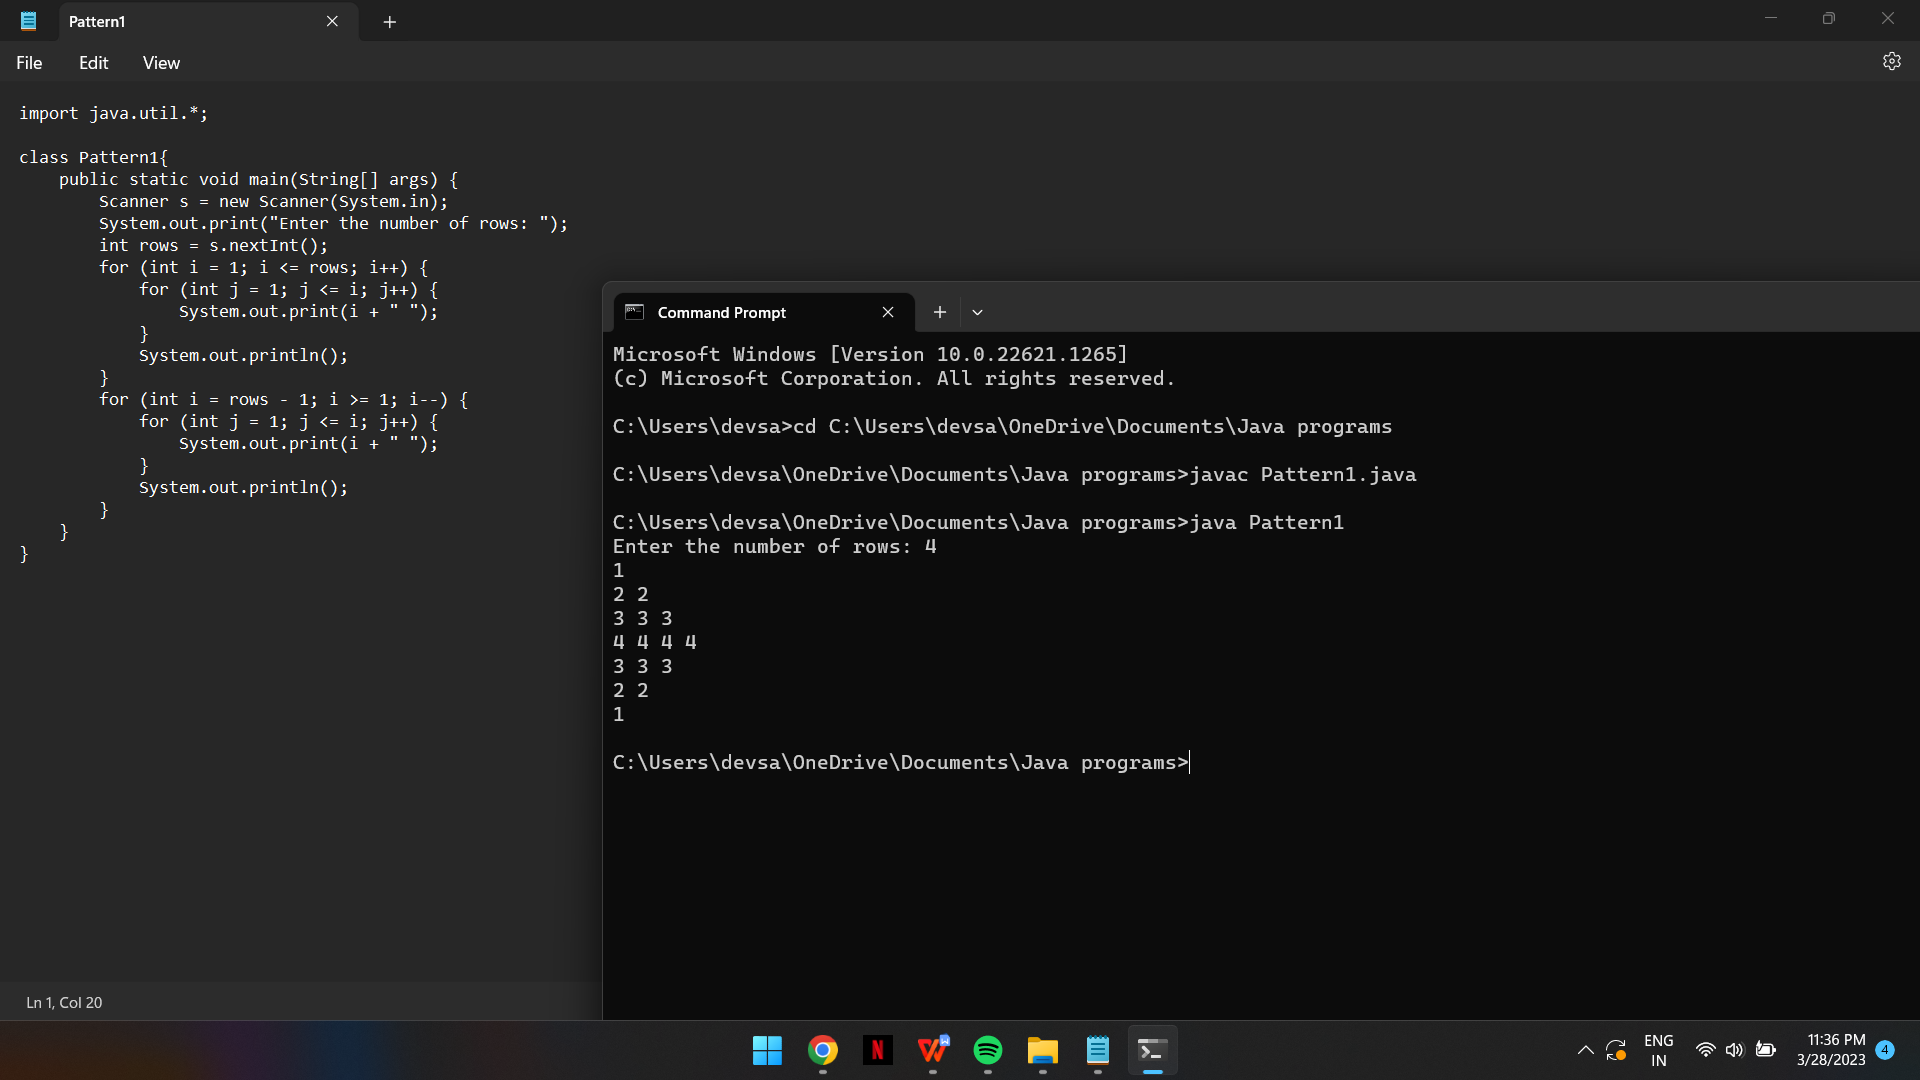 Pattern1
File Edit View
import java.util.*;
class Pattern1{
    public static void main(String[] args) {
        Scanner s = new Scanner(System.in);
        System.out.print("Enter the number of rows: ");
        int rows = s.nextInt();
        for (int i = 1; i <= rows; i++) {
            for (int j = 1; j <= i; j++) {
                System.out.print(i + " ");
            }
            System.out.println();
        }
        for (int i = rows - 1; i >= 1; i--) {
            for (int j = 1; j <= i; j++) {
                System.out.print(i + " ");
            }
            System.out.println();
        }
    }
}
Ln 1, Col 20
Command Prompt
Microsoft Windows [Version 10.0.22621.1265]
(c) Microsoft Corporation. All rights reserved.
C:\Users\devsa>cd C:\Users\devsa\OneDrive\Documents\Java programs
C:\Users\devsa\OneDrive\Documents\Java programs>javac Pattern1.java
C:\Users\devsa\OneDrive\Documents\Java programs>java Pattern1
Enter the number of rows: 4
1
2 2
3 3 3
4 4 4 4
3 3 3
2 2
1
C:\Users\devsa\OneDrive\Documents\Java programs>
ENG
IN
11:36 PM
3/28/2023
4